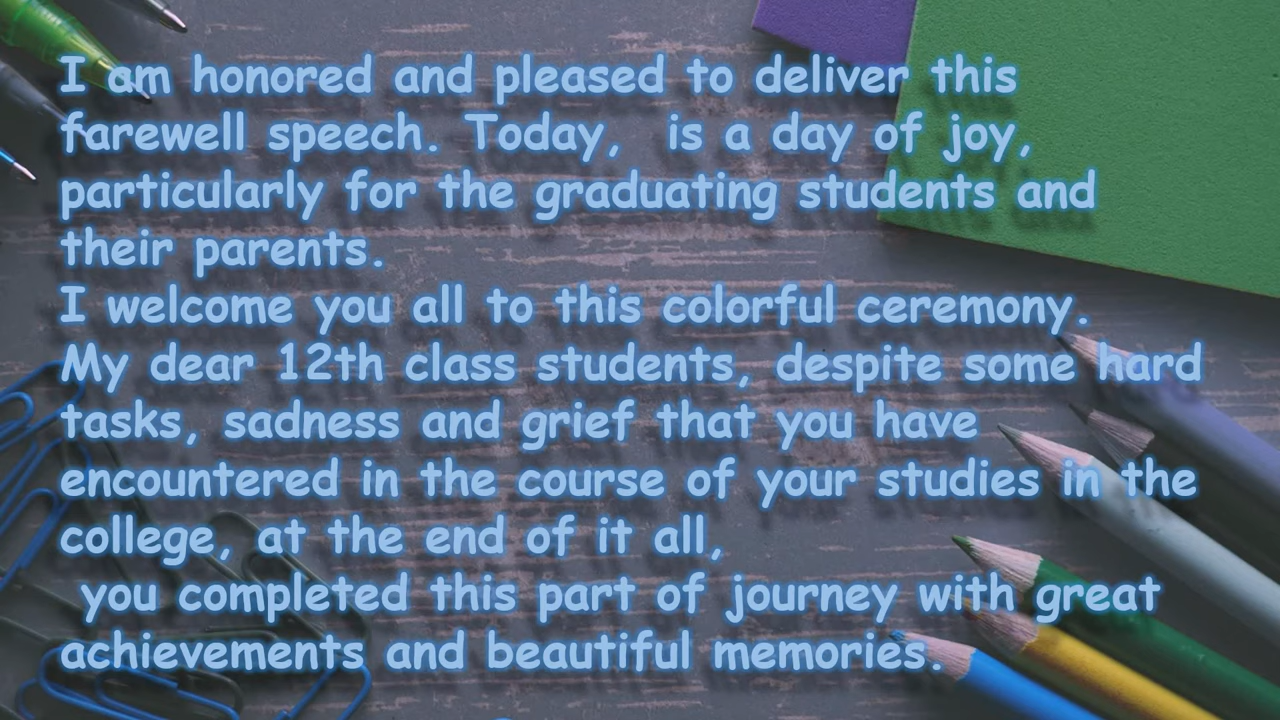 I am honored and pleased to deliver this
farewell speech. Today,  is a day of joy,
particularly for the graduating students and
their parents.
I welcome you all to this colorful ceremony.
My dear 12th class students, despite some hard
tasks, sadness and grief that you have
encountered in the course of your studies in the
college, at the end of it all,
you completed this part of journey with great
achievements and beautiful memories.